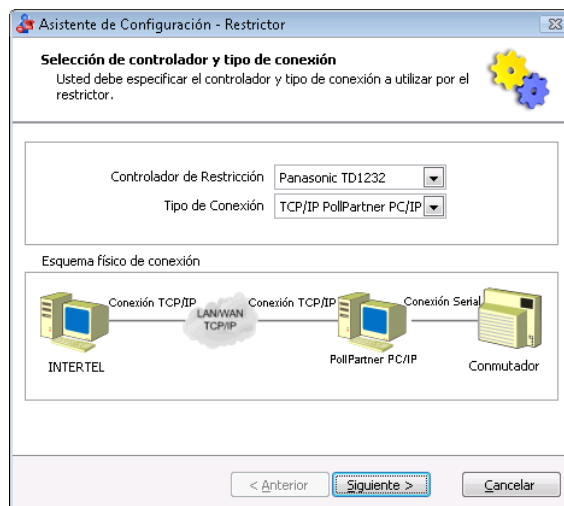 Asistente de Configuración - Restrictor
Selección de controlador y tipo de conexión
Usted debe especificar el controlador y tipo de conexión a utilizar por el
restrictor.
Controlador de Restricción Panasonic TD1232
Tipo de Conexión TCP/IP PollPartner PC/IP
Esquema físico de conexión
Conexión TCP/IP
LAN/WAN
TCP/IP
Conexión TCP/IP
Conexión Serial
INTERTEL
PollPartner PC/IP
Conmutador
< Anterior
Siguiente >
Cancelar